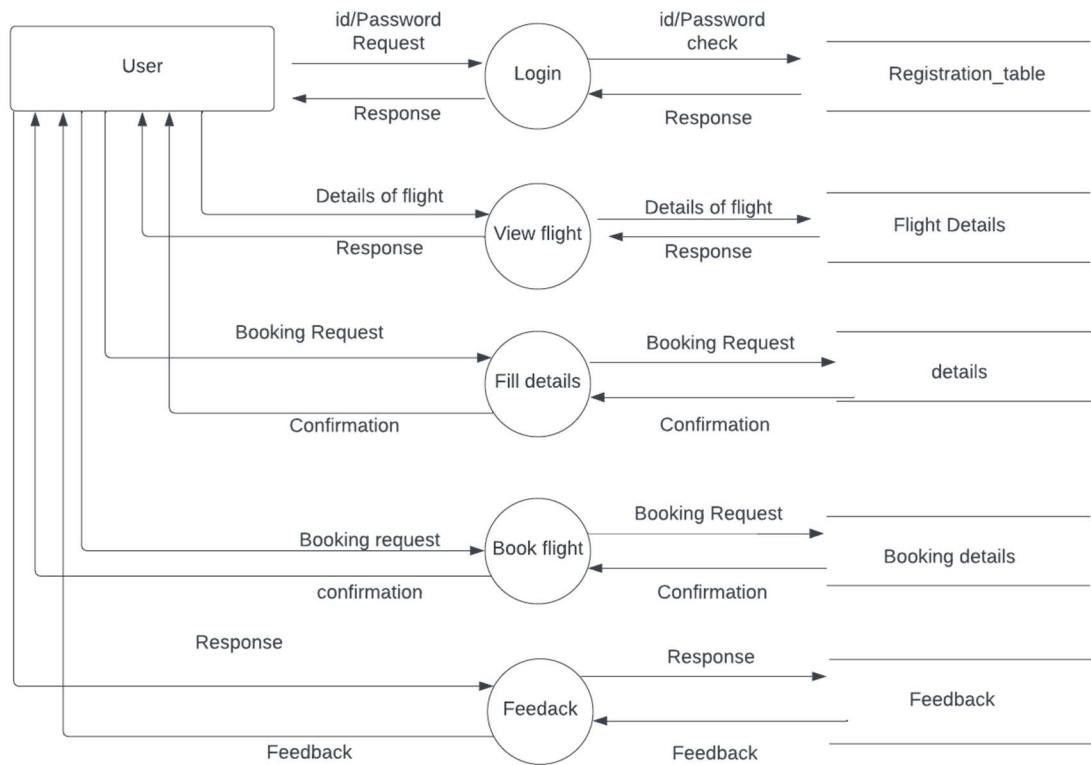 id/Password
Request
id/Password
check
User
Login
Registration_table
Response
Response
Details of flight
Details of flight
View flight
Flight Details
Response
Response
Booking Request
Booking Request
Fill details
details
Confirmation
Confirmation
Booking Request
Booking request
Book flight
Booking details
confirmation
Confirmation
Response
Response
Feedack
Feedback
Feedback
Feedback